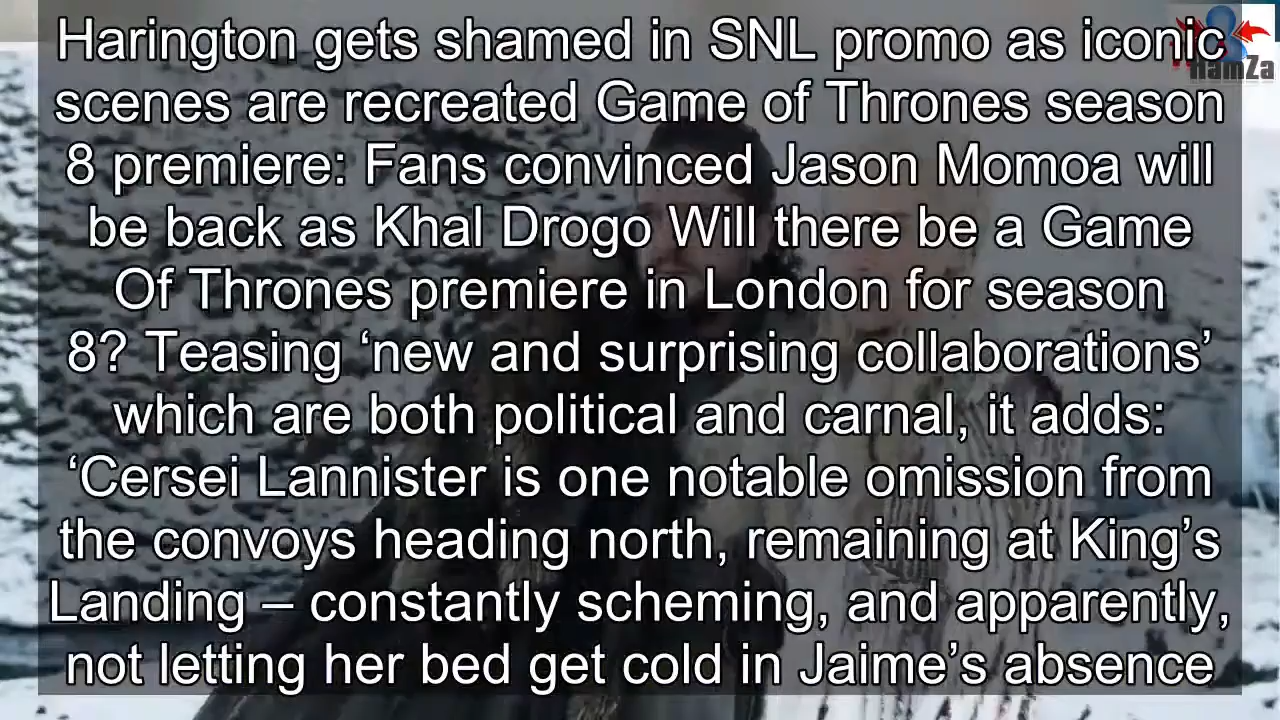 Harington gets shamed in SNL promo as iconic
scenes are recreated Game of Thrones season
8 premiere: Fans convinced Jason Momoa will
be back as Khal Drogo Will there be a Game
Of Thrones premiere in London for season
8? Teasing ‘new and surprising collaborations’
which are both political and carnal, it adds:
‘Cersei Lannister is one notable omission from
the convoys heading north, remaining at King’s
Landing – constantly scheming, and apparently,
not letting her bed get cold in Jaime’s absence
HamZa